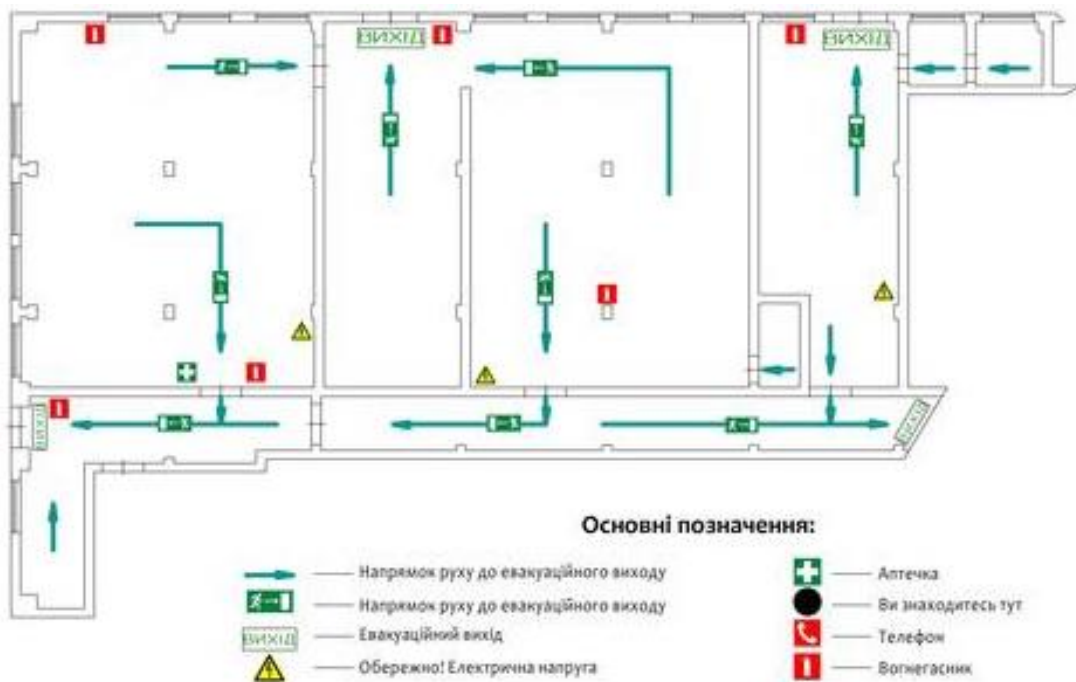 ВИХІД
ВИХІД
ВИХІД
ВИХІД
Основні позначення:
Напрямок руху до евакуаційного виходу
Напрямок руху до евакуаційного виходу
ВИХІД
Евакуаційний вихід
Обережно! Електрична напруга
Аптечка
Ви знаходитесь тут
Телефон
Вогнегасник